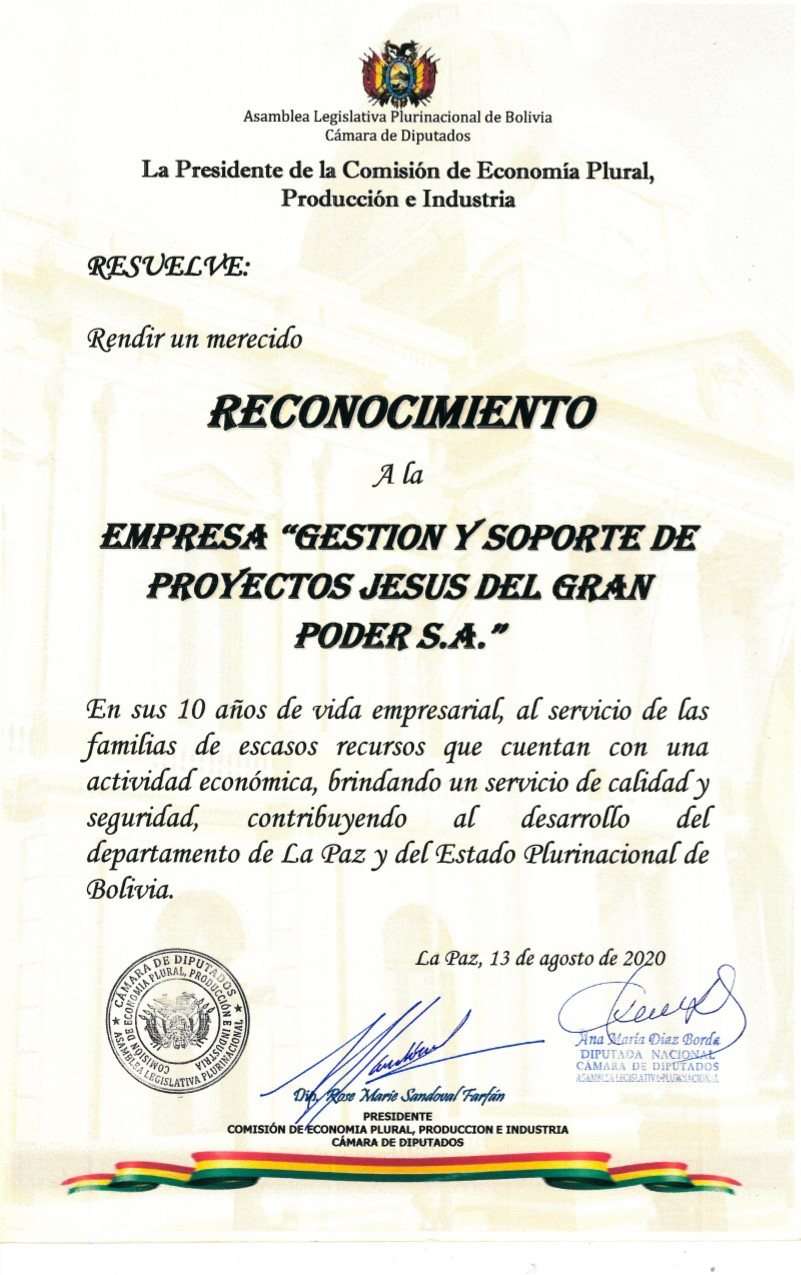 Asamblea Legislativa Plurinacional de Bolivia
Cámara de Diputados
La Presidente de la Comisión de Economía Plural,
Producción e Industria
RESUELVE:
Rendir un merecido
RECONOCIMIENTO
A la
EMPRESA “GESTION Y SOPORTE DE
PROYECTOS JESUS DEL GRAN
PODER S.A.”
En sus 10 años de vida empresarial, al servicio de las
familias de escasos recursos que cuentan con una
actividad económica, brindando un servicio de calidad y
seguridad, contribuyendo al desarrollo del
departamento de La Paz y del Estado Plurinacional de
Bolivia.
La Paz, 13 de agosto de 2020
CÁMARA DE DIPUTADOS
COMISIÓN DE ECONOMÍA PLURAL, PRODUCCIÓN E INDUSTRIA
ASAMBLEA LEGISLATIVA PLURINACIONAL
Ana María Díaz Borda
DIPUTADA NACIONAL
CÁMARA DE DIPUTADOS
ASAMBLEA LEGISLATIVA PLURINACIONAL
Dip. Rose Marie Sandoval Farfán
PRESIDENTE
COMISIÓN DE ECONOMIA PLURAL, PRODUCCION E INDUSTRIA
CÁMARA DE DIPUTADOS